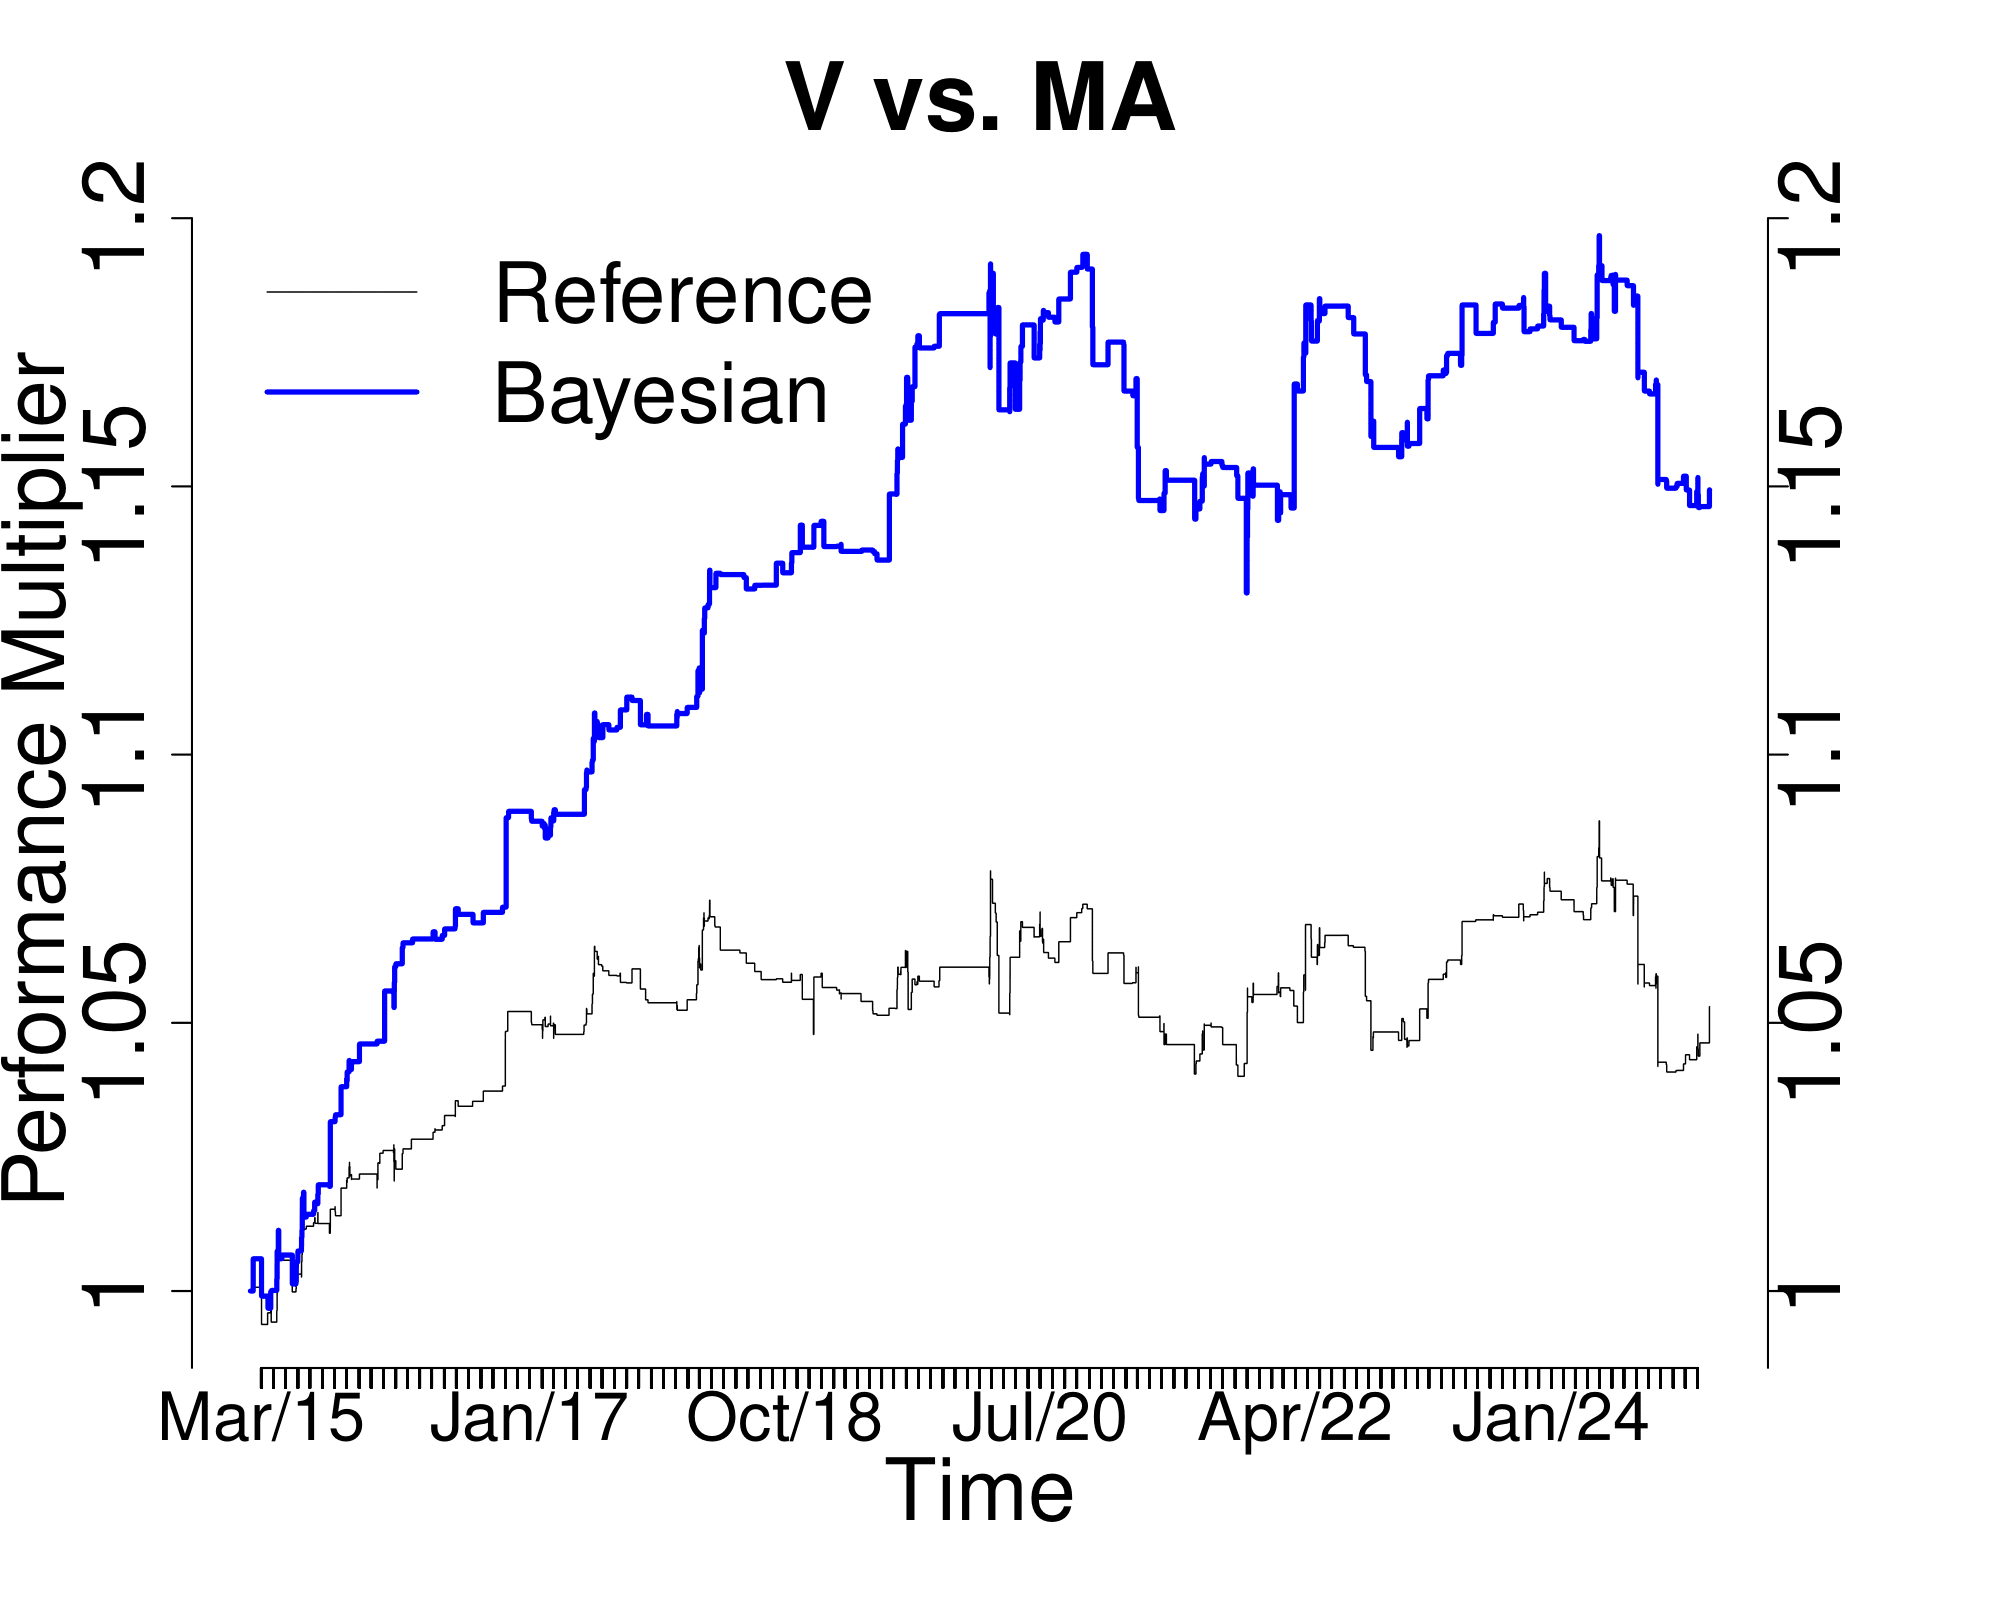 V vs. MA
Reference
Bayesian
Performance Multiplier
1.2
1.15
1.1
1.05
1
1.2
1.15
1.1
1.05
1
Mar/15 Jan/17 Oct/18 Jul/20 Apr/22 Jan/24
Time